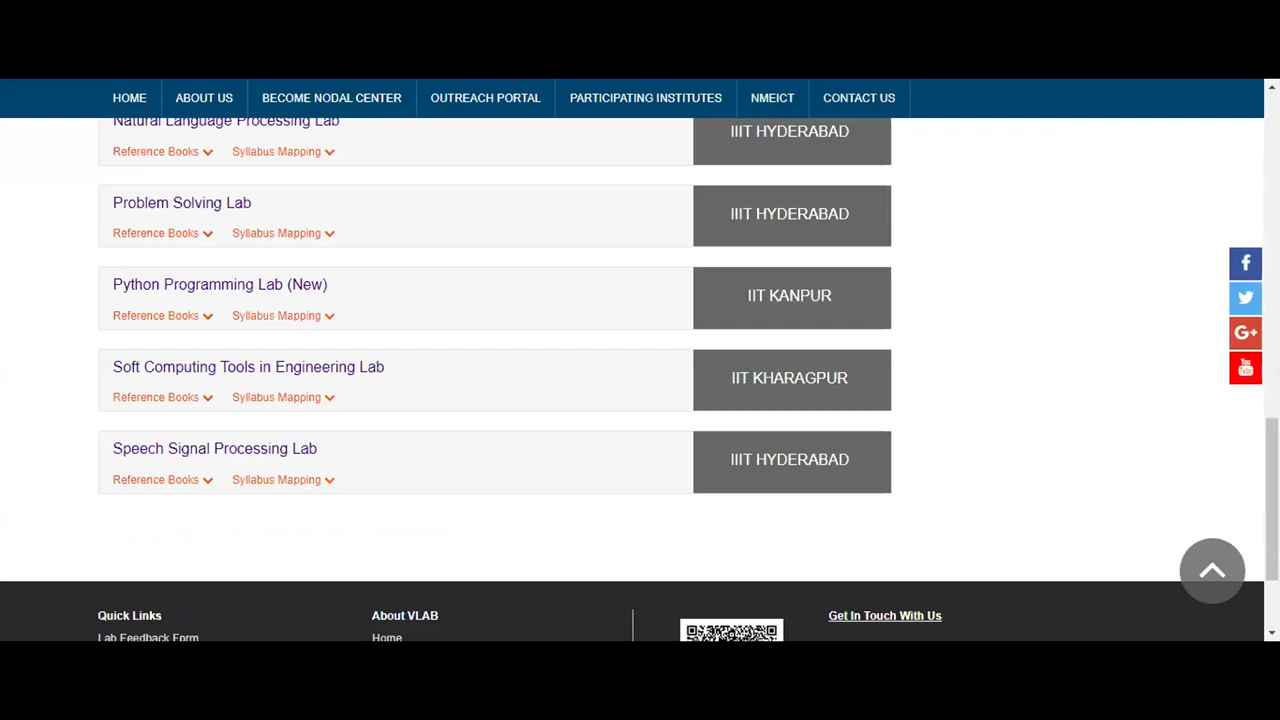 HOME ABOUT US BECOME NODAL CENTER OUTREACH PORTAL PARTICIPATING INSTITUTES NMEICT CONTACT US
Natural Language Processing Lab
IIIT HYDERABAD
Reference Books Syllabus Mapping
Problem Solving Lab
IIIT HYDERABAD
Reference Books Syllabus Mapping
Python Programming Lab (New)
IIT KANPUR
Reference Books Syllabus Mapping
Soft Computing Tools in Engineering Lab
IIT KHARAGPUR
Reference Books Syllabus Mapping
Speech Signal Processing Lab
IIIT HYDERABAD
Reference Books Syllabus Mapping
f
G+
You Tube
Quick Links
Lab Feedback Form
About VLAB
Home
Get In Touch With Us